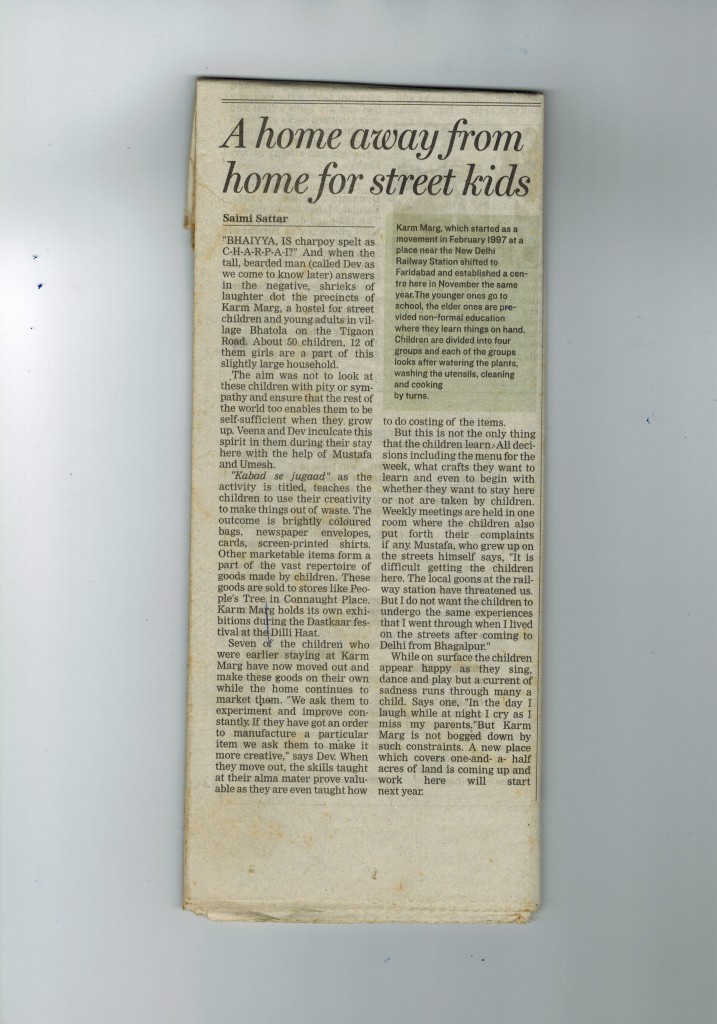 A home away from
home for street kids
Saimi Sattar
"BHAIYYA, IS charpoy spelt as
C-H-A-R-P-A-I?" And when the
tall, bearded man (called Dev as
we come to know later) answers
in the negative, shrieks of
laughter dot the precincts of
Karm Marg, a hostel for street
children and young adults in vil-
lage Bhatola on the Tigaon
Road. About 50 children, 12 of
them girls are a part of this
slightly large household.
The aim was not to look at
these children with pity or sym-
pathy and ensure that the rest of
the world too enables them to be
self-sufficient when they grow
up. Veena and Dev inculcate this
spirit in them during their stay
here with the help of Mustafa
and Umesh.
"Kabad se jugaad" as the
activity is titled, teaches the
children to use their creativity
to make things out of waste. The
outcome is brightly coloured
bags, newspaper envelopes,
cards, screen-printed shirts.
Other marketable items form a
part of the vast repertoire of
goods made by children. These
goods are sold to stores like Peo-
ple's Tree in Connaught Place.
Karm Marg holds its own exhi-
bitions during the Dastkaar fes-
tival at the Dilli Haat.
Seven of the children who
were earlier staying at Karm
Marg have now moved out and
make these goods on their own
while the home continues to
market them. "We ask them to
experiment and improve con-
stantly. If they have got an order
to manufacture a particular
item we ask them to make it
more creative," says Dev. When
they move out, the skills taught
at their alma mater prove valu-
able as they are even taught how
Karm Marg, which started as a
movement in February 1997 at a
place near the New Delhi
Railway Station shifted to
Faridabad and established a cen-
tre here in November the same
year.The younger ones go to
school, the elder ones are pro-
vided non-formal education
where they learn things on hand.
Children are divided into four
groups and each of the groups
looks after watering the plants,
washing the utensils, cleaning
and cooking
by turns.
to do costing of the items.
But this is not the only thing
that the children learn. All deci-
sions including the menu for the
week, what crafts they want to
learn and even to begin with
whether they want to stay here
or not are taken by children.
Weekly meetings are held in one
room where the children also
put forth their complaints
if any. Mustafa, who grew up on
the streets himself says, "It is
difficult getting the children
here. The local goons at the rail-
way station have threatened us.
But I do not want the children to
undergo the same experiences
that I went through when I lived
on the streets after coming to
Delhi from Bhagalpur."
While on surface the children
appear happy as they sing,
dance and play but a current of
sadness runs through many a
child. Says one, "In the day I
laugh while at night I cry as I
miss my parents."But Karm
Marg is not bogged down by
such constraints. A new place
which covers one-and- a- half
acres of land is coming up and
work here will start
next year.